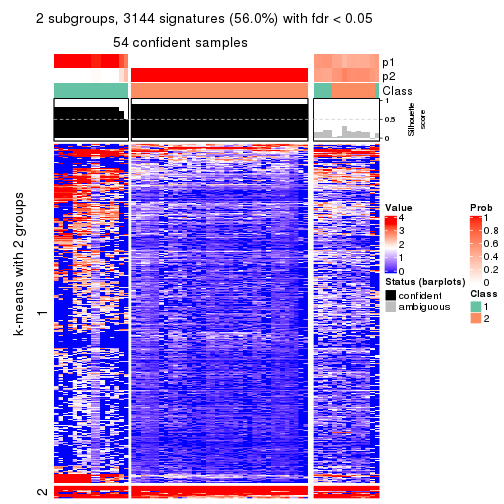 2 subgroups, 3144 signatures (56.0%) with fdr < 0.05
54 confident samples
p1
p2
Class
1
0.5
0
Silhouette
score
k-means with 2 groups
1
2
Value
4
3
2
1
0
Status (barplots)
confident
ambiguous
Prob
1
0.8
0.6
0.4
0.2
0
Class
1
2